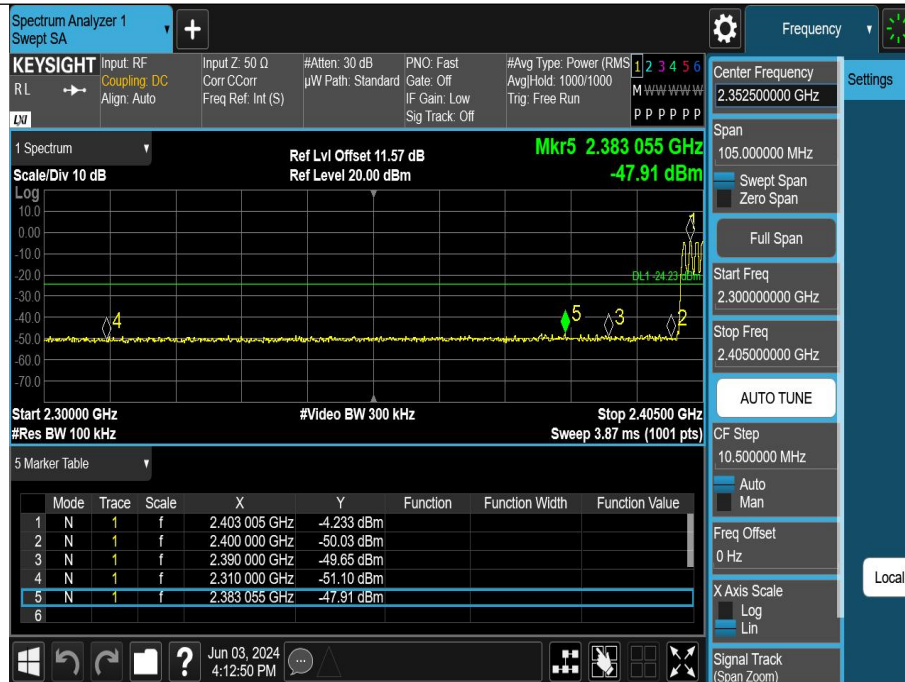 Spectrum Analyzer 1
Swept SA
+
Frequency
KEYSIGHT
RL
LXI
Input: RF
Coupling: DC
Align: Auto
Input Z: 50 Ω
Corr CCorr
Freq Ref: Int (S)
#Atten: 30 dB
µW Path: Standard
PNO: Fast
Gate: Off
IF Gain: Low
Sig Track: Off
#Avg Type: Power (RMS
Avg|Hold: 1000/1000
Trig: Free Run
1 2 3 4 5 6
M W W W W W
P P P P P P
1 Spectrum
Scale/Div 10 dB
Ref Lvl Offset 11.57 dB
Ref Level 20.00 dBm
Mkr5 2.383 055 GHz
-47.91 dBm
Log
10.0
0.00
-10.0
-20.0
-30.0
-40.0
-50.0
-60.0
-70.0
1
DL1 -24.23 dBm
4
5
3
2
Start 2.30000 GHz
#Video BW 300 kHz
Stop 2.40500 GHz
#Res BW 100 kHz
Sweep 3.87 ms (1001 pts)
5 Marker Table
Mode Trace Scale X Y Function Function Width Function Value
1 N 1 f 2.403 005 GHz -4.233 dBm
2 N 1 f 2.400 000 GHz -50.03 dBm
3 N 1 f 2.390 000 GHz -49.65 dBm
4 N 1 f 2.310 000 GHz -51.10 dBm
5 N 1 f 2.383 055 GHz -47.91 dBm
6
?
Jun 03, 2024
4:12:50 PM
Center Frequency
2.352500000 GHz
Settings
Span
105.000000 MHz
Swept Span
Zero Span
Full Span
Start Freq
2.300000000 GHz
Stop Freq
2.405000000 GHz
AUTO TUNE
CF Step
10.500000 MHz
Auto
Man
Freq Offset
0 Hz
Local
X Axis Scale
Log
Lin
Signal Track
(Span Zoom)